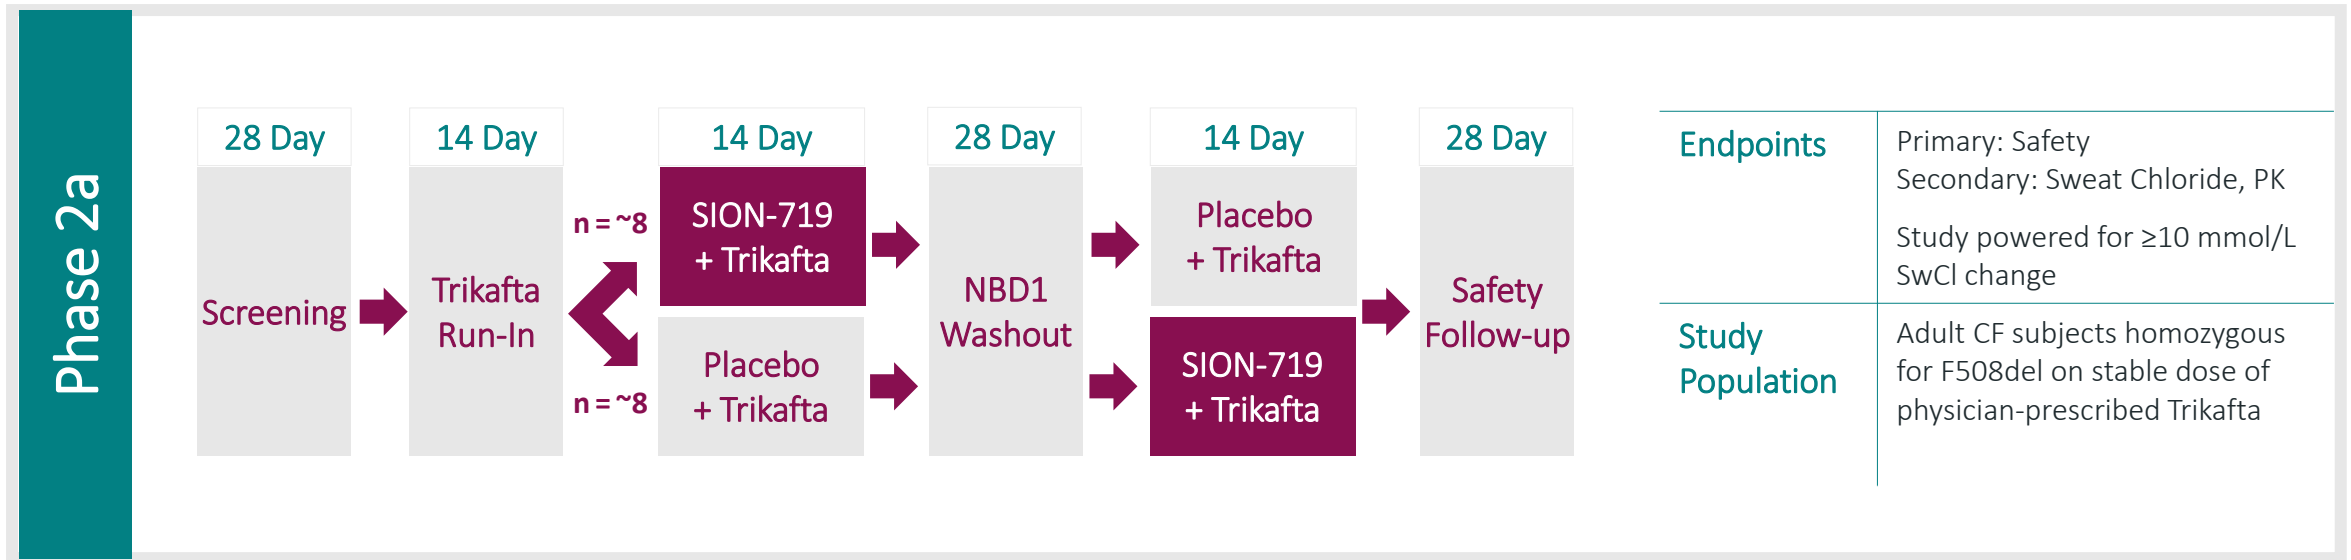 Phase 2a
28 Day
Screening
14 Day
Trikafta
Run-In
n = ~8
n = ~8
14 Day
SION-719
+ Trikafta
Placebo
+ Trikafta
28 Day
NBD1
Washout
14 Day
Placebo
+ Trikafta
SION-719
+ Trikafta
28 Day
Safety
Follow-up
Endpoints
Primary: Safety
Secondary: Sweat Chloride, PK
Study powered for ≥10 mmol/L
SwCl change
Study
Population
Adult CF subjects homozygous
for F508del on stable dose of
physician-prescribed Trikafta